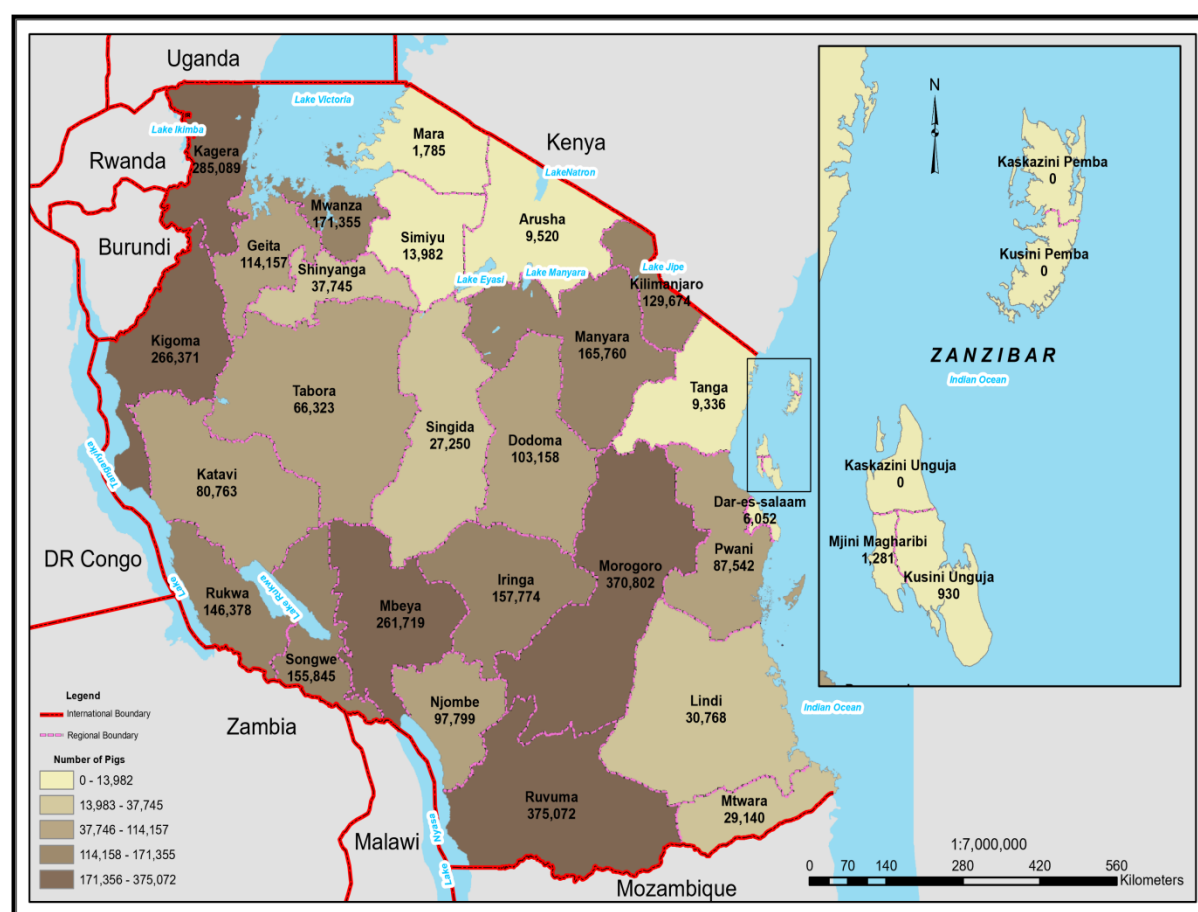 Uganda
Lake Victoria
Lake Ikimba
Kagera
285,089
Rwanda
Burundi
Mara
1,785
Kenya
LakeNatron
Mwanza
171,355
Arusha
9,520
Simiyu
13,982
Geita
114,157
Shinyanga
37,745
Lake Eyasi
Lake Manyara
Lake Jipe
Kilimanjaro
129,674
Kigoma
266,371
Manyara
165,760
Tabora
66,323
Tanga
9,336
Singida
27,250
Dodoma
103,158
Katavi
80,763
Lake Tanganyika
Dar-es-salaam
6,052
Pwani
87,542
DR Congo
Morogoro
370,802
Iringa
157,774
Rukwa
146,378
Lake Rukwa
Mbeya
261,719
Songwe
155,845
Njombe
97,799
Lindi
30,768
Indian Ocean
Zambia
Ruvuma
375,072
Mtwara
29,140
Malawi
Lake Nyasa
Mozambique
N
Kaskazini Pemba
0
Kusini Pemba
0
ZANZIBAR
Indian Ocean
Kaskazini Unguja
0
Mjini Magharibi
1,281
Kusini Unguja
930
Legend
International Boundary
Regional Boundary
Number of Pigs
0 - 13,982
13,983 - 37,745
37,746 - 114,157
114,158 - 171,355
171,356 - 375,072
1:7,000,000
0 70 140 280 420 560
Kilometers